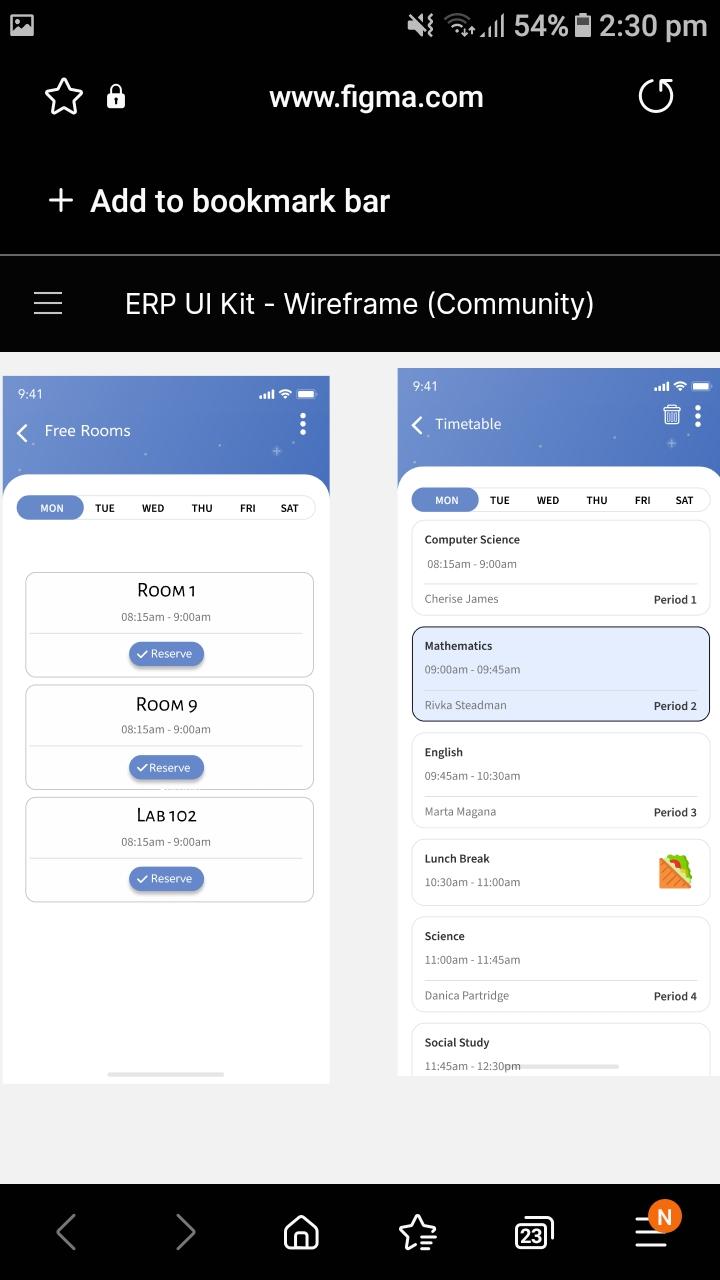 54% 2:30 pm
www.figma.com
+ Add to bookmark bar
ERP UI Kit - Wireframe (Community)
9:41
Free Rooms
MON TUE WED THU FRI SAT
Room 1
08:15am - 9:00am
Reserve
Room 9
08:15am - 9:00am
Reserve
Lab 102
08:15am - 9:00am
Reserve
9:41
Timetable
MON TUE WED THU FRI SAT
Computer Science
08:15am - 9:00am
Cherise James Period 1
Mathematics
09:00am - 09:45am
Rivka Steadman Period 2
English
09:45am - 10:30am
Marta Magana Period 3
Lunch Break
10:30am - 11:00am
Science
11:00am - 11:45am
Danica Partridge Period 4
Social Study
11:45am - 12:30pm
23
N